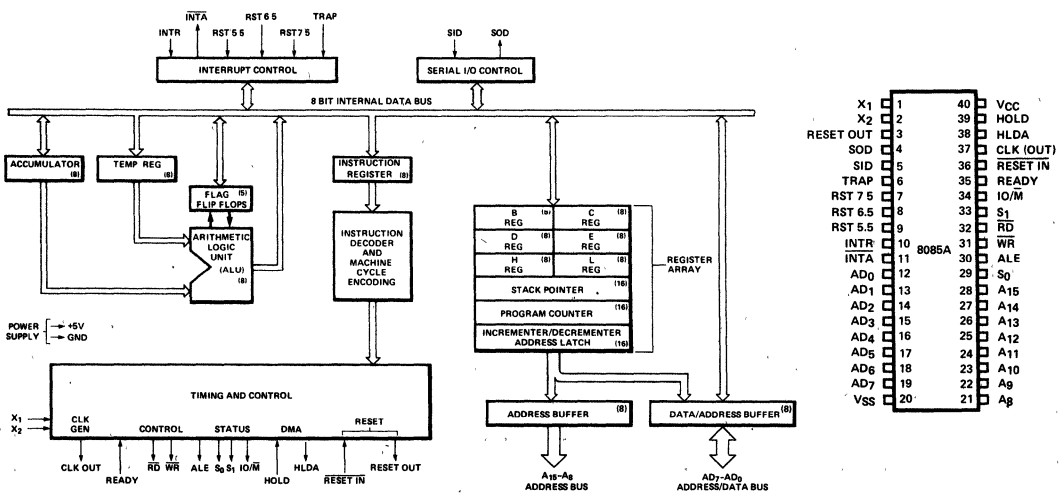 INTR
INTA
RST 5 5
RST 6 5
RST 7 5
TRAP
SID
SOD
INTERRUPT CONTROL
SERIAL I/O CONTROL
8 BIT INTERNAL DATA BUS
ACCUMULATOR (8)
TEMP REG (8)
FLAG (5)
FLIP FLOPS
ARITHMETIC
LOGIC
UNIT
(ALU)
(8)
INSTRUCTION
REGISTER (8)
INSTRUCTION
DECODER
AND
MACHINE
CYCLE
ENCODING
B (8)
REG
C (8)
REG
D (8)
REG
E (8)
REG
H (8)
REG
L (8)
REG
STACK POINTER (16)
PROGRAM COUNTER (16)
INCREMENTER/DECREMENTER
ADDRESS LATCH (16)
REGISTER
ARRAY
POWER
SUPPLY
+5V
GND
TIMING AND CONTROL
X1
X2
CLK
GEN
CONTROL
STATUS
DMA
RESET
CLK OUT
READY
RD
WR
ALE
S0
S1
IO/M
HOLD
HLDA
RESET IN
RESET OUT
ADDRESS BUFFER (8)
DATA/ADDRESS BUFFER (8)
A15–A8
ADDRESS BUS
AD7–AD0
ADDRESS/DATA BUS
8085A
X1 1
X2 2
RESET OUT 3
SOD 4
SID 5
TRAP 6
RST 7 5 7
RST 6.5 8
RST 5.5 9
INTR 10
INTA 11
AD0 12
AD1 13
AD2 14
AD3 15
AD4 16
AD5 17
AD6 18
AD7 19
VSS 20
40 VCC
39 HOLD
38 HLDA
37 CLK (OUT)
36 RESET IN
35 READY
34 IO/M
33 S1
32 RD
31 WR
30 ALE
29 S0
28 A15
27 A14
26 A13
25 A12
24 A11
23 A10
22 A9
21 A8